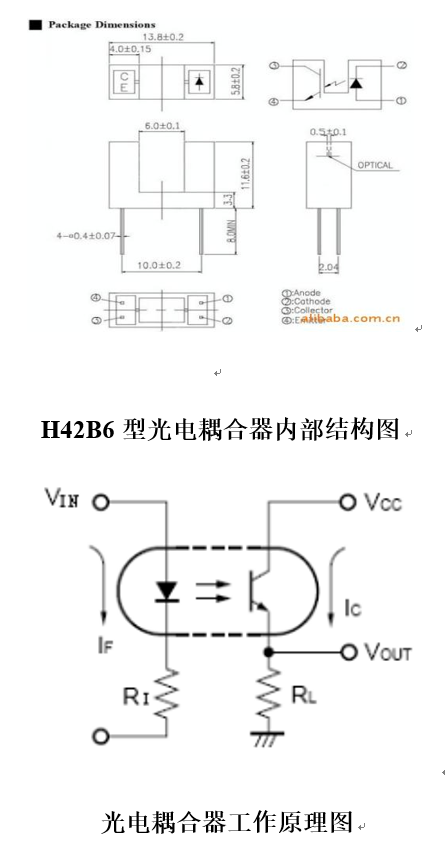 ■ Package Dimensions
13.8±0.2
4.0±0.15
C
E
5.8±0.2
③
②
④
①
6.0±0.1
0.5±0.1
11.6±0.2
OPTICAL
3-3
8.0MIN
4-¤0.4±0.07
10.0±0.2
2.04
④
①
③
②
①:Anode
②:Cathode
③:Collector
④:Emitter
alibaba.com.cn
H42B6 型光电耦合器内部结构图
VIN
VCC
IF
IC
VOUT
RI
RL
光电耦合器工作原理图